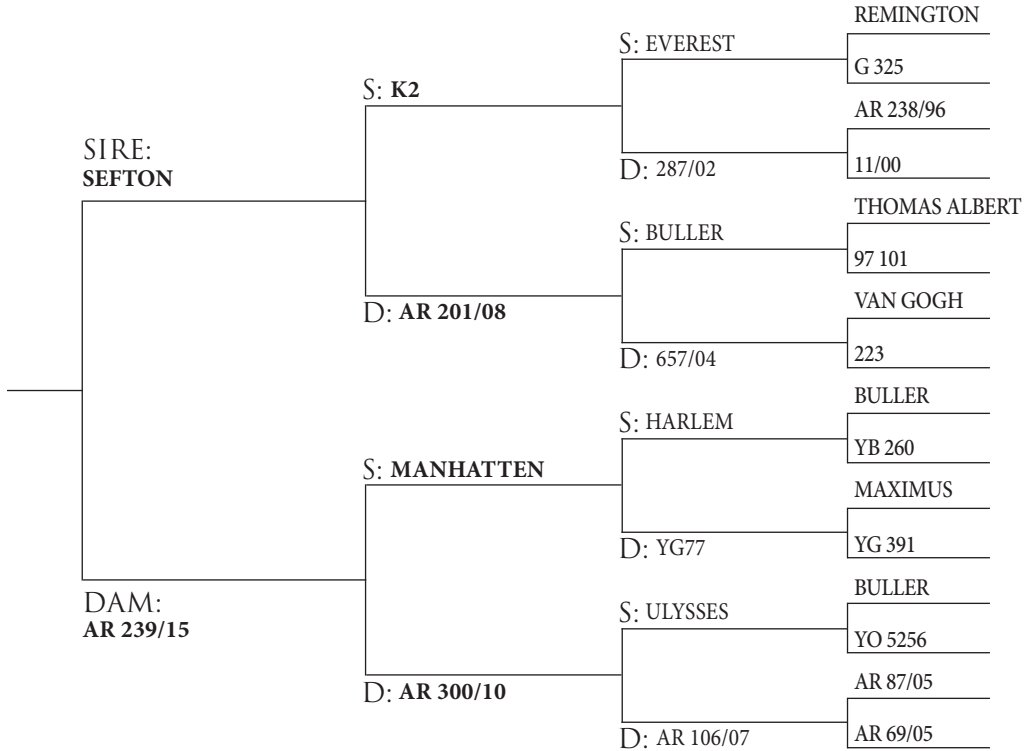 REMINGTON
S: EVEREST
G 325
S: K2
AR 238/96
SIRE:
SEFTON
D: 287/02
11/00
THOMAS ALBERT
S: BULLER
97 101
D: AR 201/08
VAN GOGH
D: 657/04
223
BULLER
S: HARLEM
YB 260
S: MANHATTEN
MAXIMUS
D: YG77
YG 391
DAM:
AR 239/15
BULLER
S: ULYSSES
YO 5256
D: AR 300/10
AR 87/05
D: AR 106/07
AR 69/05